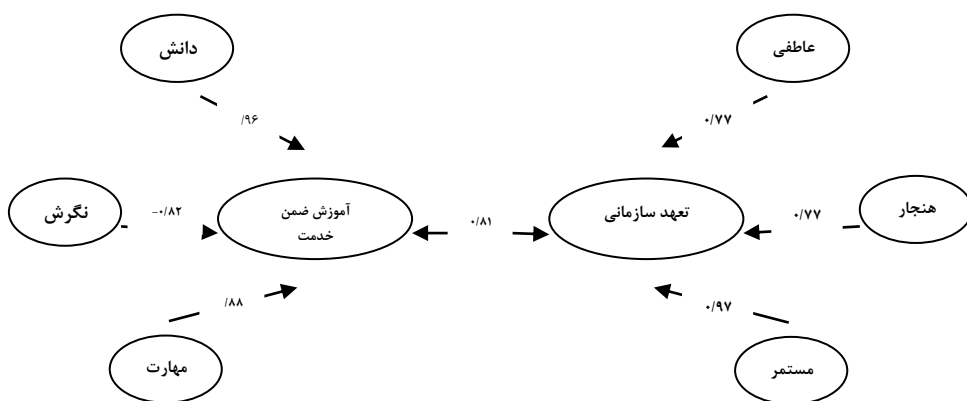 دانش
عاطفی
/۹۶
۰/۷۷
نگرش
-۰/۸۲
آموزش ضمن
خدمت
۰/۸۱
تعهد سازمانی
۰/۷۷
هنجار
/۸۸
۰/۹۷
مهارت
مستمر